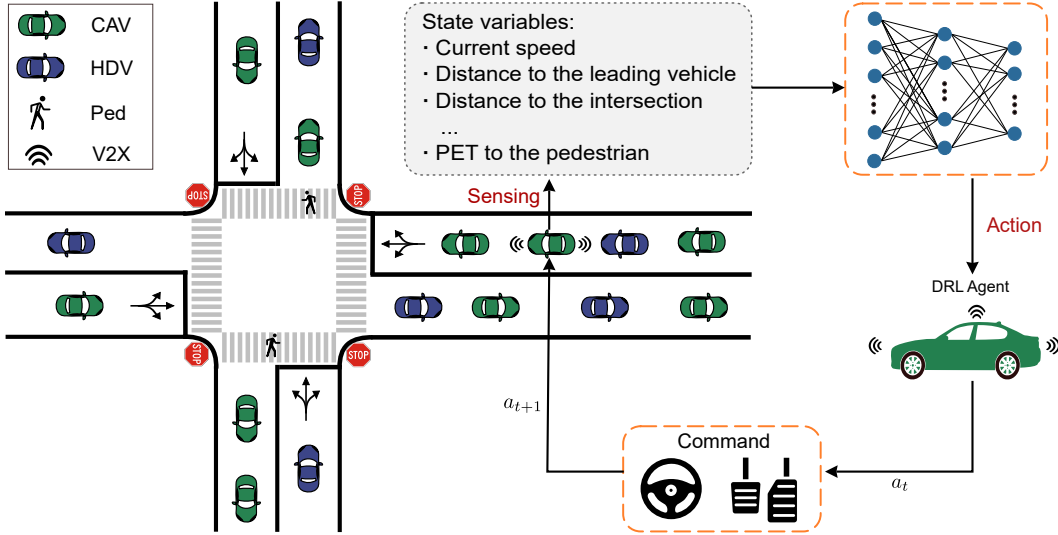 CAV
HDV
Ped
V2X
State variables:
· Current speed
· Distance to the leading vehicle
· Distance to the intersection
...
· PET to the pedestrian
Sensing
Action
DRL Agent
STOP
STOP
STOP
STOP
a_{t+1}
Command
a_t